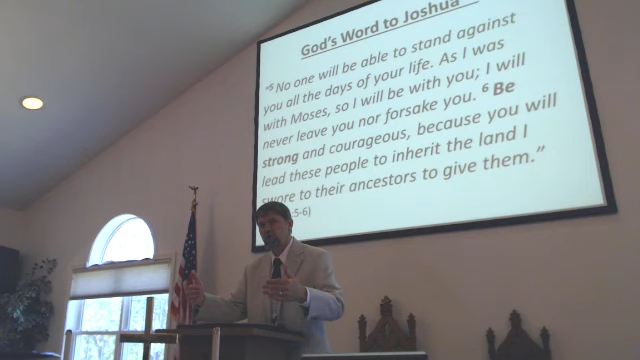 God's Word to Joshua
"5 No one will be able to stand against
you all the days of your life. As I was
with Moses, so I will be with you; I will
never leave you nor forsake you. 6 Be
strong and courageous, because you will
lead these people to inherit the land I
swore to their ancestors to give them."
5-6)